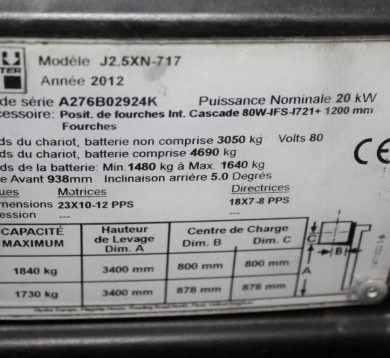 TER
Modèle J2.5XN-717
Année 2012
de série A276B02924K Puissance Nominale 20 kW
cessoire: Posit. de fourches Int. Cascade 80W-IFS-I721+ 1200 mm
Fourches
ds du chariot, batterie non comprise 3050 kg Volts 80
ds du chariot, batterie comprise 4690 kg
ds de la batterie: Min.1480 kg à Max. 1640 kg
e Avant 938mm Inclinaison arrière 5.0 Degrés
ues Matrices Directrices
mensions 23X10-12 PPS 18X7-8 PPS
ession --- ---
CE
CAPACITÉ MAXIMUM
Hauteur de Levage Dim. A
Centre de Charge
Dim. B Dim. C
1840 kg 3400 mm 800 mm 800 mm
1730 kg 3400 mm 878 mm 878 mm
C B A